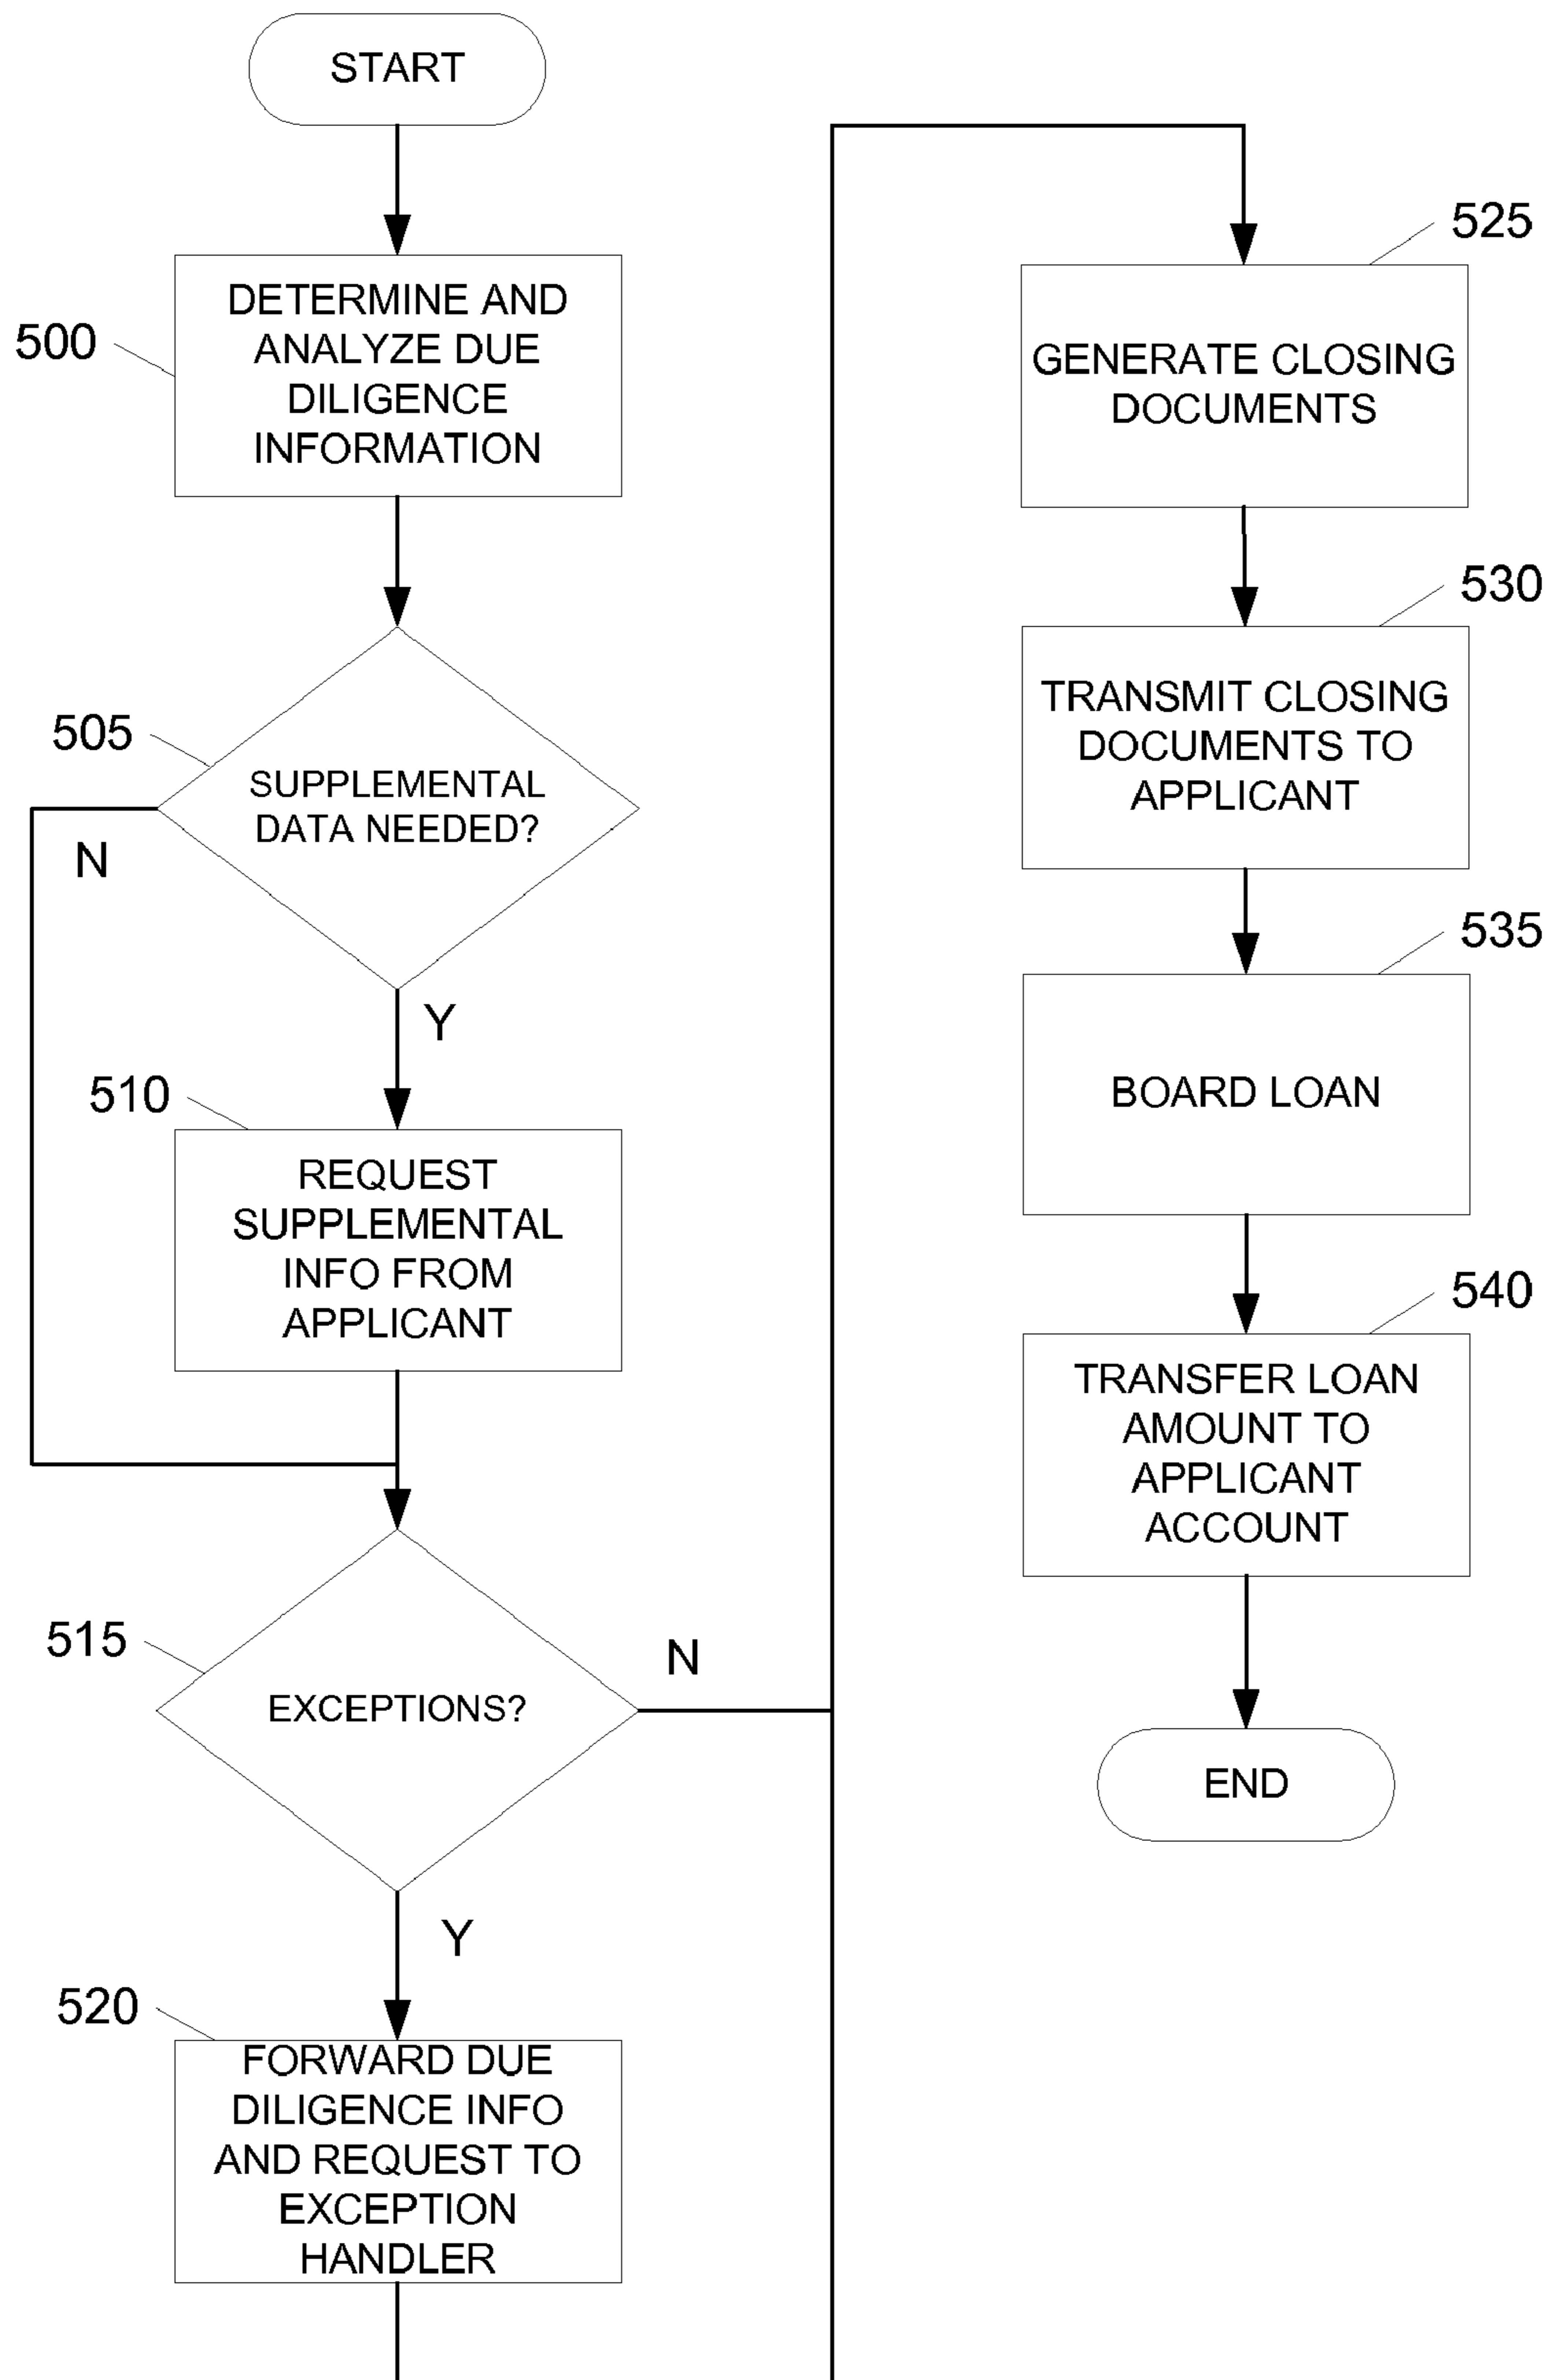 START
500
DETERMINE AND
ANALYZE DUE
DILIGENCE
INFORMATION
505
SUPPLEMENTAL
DATA NEEDED?
N
Y
510
REQUEST
SUPPLEMENTAL
INFO FROM
APPLICANT
515
EXCEPTIONS?
N
Y
520
FORWARD DUE
DILIGENCE INFO
AND REQUEST TO
EXCEPTION
HANDLER
525
GENERATE CLOSING
DOCUMENTS
530
TRANSMIT CLOSING
DOCUMENTS TO
APPLICANT
535
BOARD LOAN
540
TRANSFER LOAN
AMOUNT TO
APPLICANT
ACCOUNT
END